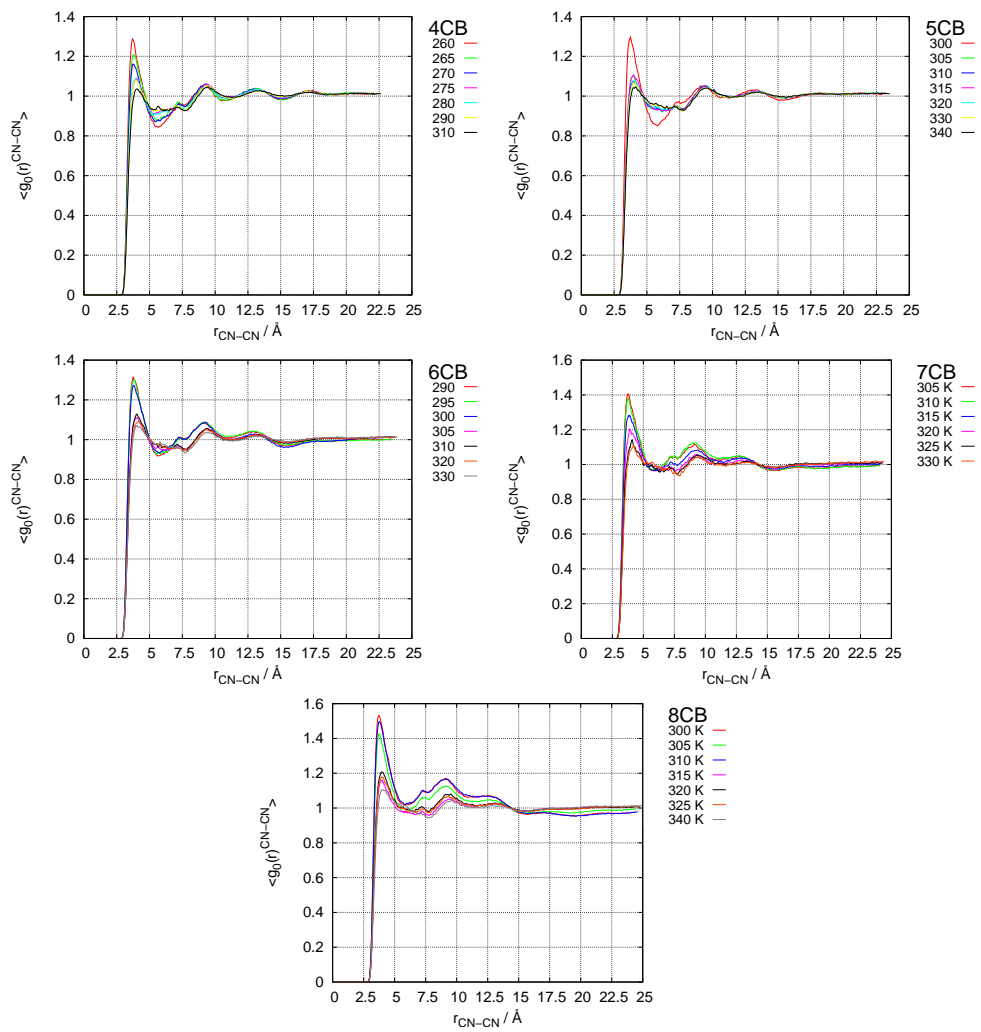 4CB
260
265
270
275
280
290
310
1.4
1.2
1
0.8
0.6
0.4
0.2
0
0 2.5 5 7.5 10 12.5 15 17.5 20 22.5 25
<g0(r)CN−CN>
rCN−CN / Å
5CB
300
305
310
315
320
330
340
1.4
1.2
1
0.8
0.6
0.4
0.2
0
0 2.5 5 7.5 10 12.5 15 17.5 20 22.5 25
<g0(r)CN−CN>
rCN−CN / Å
6CB
290
295
300
305
310
320
330
1.4
1.2
1
0.8
0.6
0.4
0.2
0
0 2.5 5 7.5 10 12.5 15 17.5 20 22.5 25
<g0(r)CN−CN>
rCN−CN / Å
7CB
305 K
310 K
315 K
320 K
325 K
330 K
1.6
1.4
1.2
1
0.8
0.6
0.4
0.2
0
0 2.5 5 7.5 10 12.5 15 17.5 20 22.5 25
<g0(r)CN−CN>
rCN−CN / Å
8CB
300 K
305 K
310 K
315 K
320 K
325 K
340 K
1.6
1.4
1.2
1
0.8
0.6
0.4
0.2
0
0 2.5 5 7.5 10 12.5 15 17.5 20 22.5 25
<g0(r)CN−CN>
rCN−CN / Å